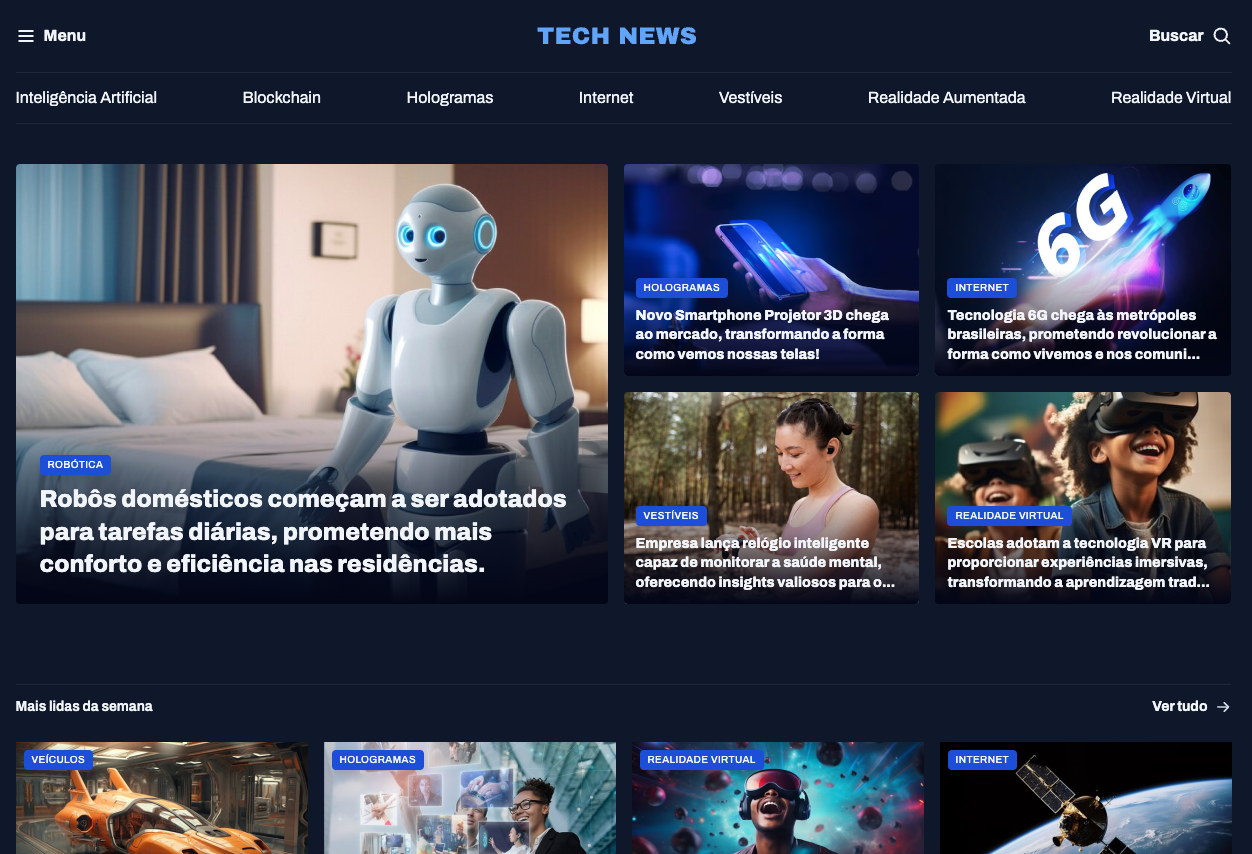 Menu
TECH NEWS
Buscar
Inteligência Artificial
Blockchain
Hologramas
Internet
Vestíveis
Realidade Aumentada
Realidade Virtual
ROBÓTICA
Robôs domésticos começam a ser adotados
para tarefas diárias, prometendo mais
conforto e eficiência nas residências.
HOLOGRAMAS
Novo Smartphone Projetor 3D chega
ao mercado, transformando a forma
como vemos nossas telas!
6G
INTERNET
Tecnologia 6G chega às metrópoles
brasileiras, prometendo revolucionar a
forma como vivemos e nos comuni...
VESTÍVEIS
Empresa lança relógio inteligente
capaz de monitorar a saúde mental,
oferecendo insights valiosos para o...
REALIDADE VIRTUAL
Escolas adotam a tecnologia VR para
proporcionar experiências imersivas,
transformando a aprendizagem trad...
Mais lidas da semana
Ver tudo
VEÍCULOS
HOLOGRAMAS
REALIDADE VIRTUAL
INTERNET